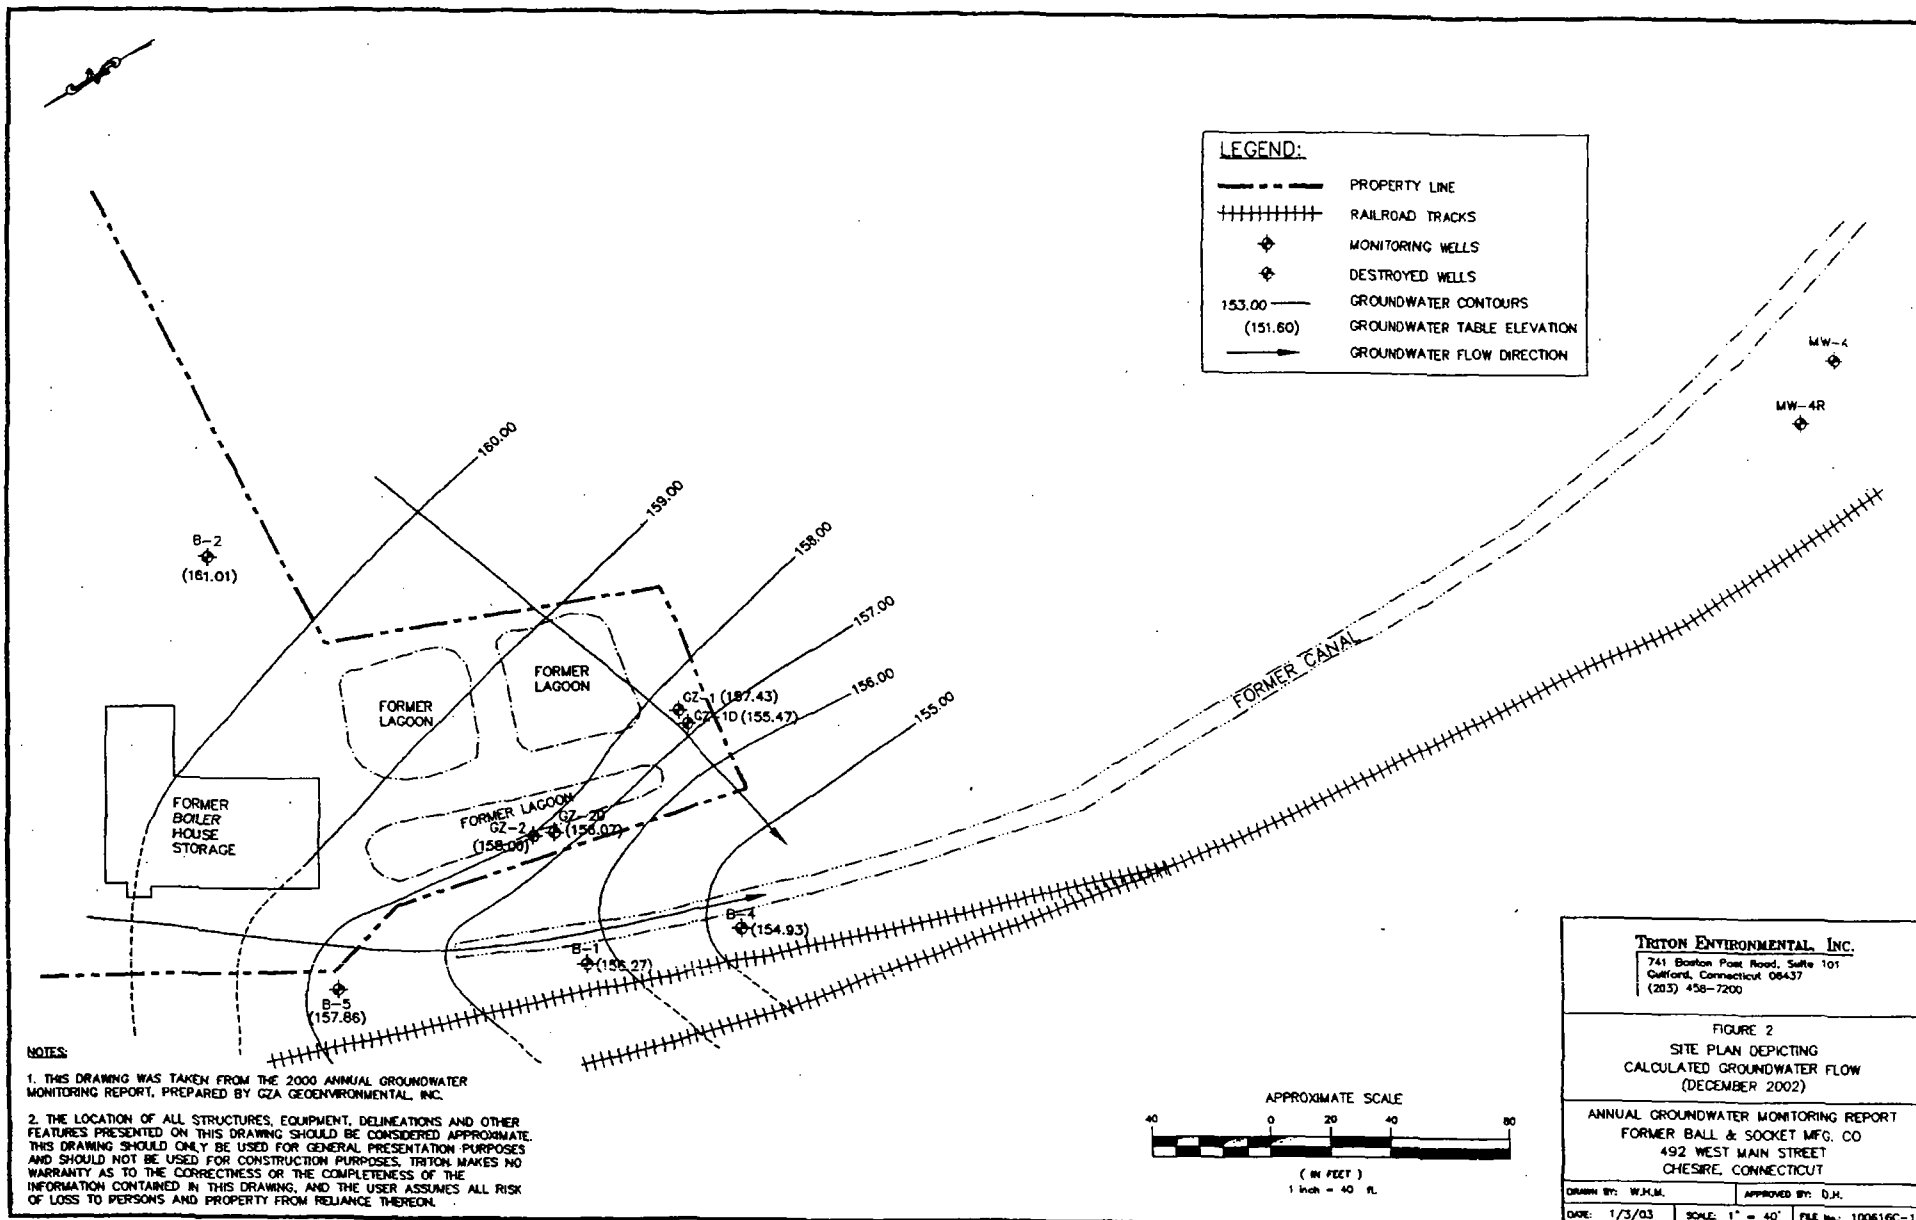 LEGEND:
PROPERTY LINE
RAILROAD TRACKS
MONITORING WELLS
DESTROYED WELLS
153.00 GROUNDWATER CONTOURS
(151.60) GROUNDWATER TABLE ELEVATION
GROUNDWATER FLOW DIRECTION
MW-4
MW-4R
160.00
159.00
158.00
157.00
156.00
155.00
B-2
(161.01)
FORMER
LAGOON
FORMER
LAGOON
GZ-1 (157.43)
GZ-1D (155.47)
FORMER CANAL
FORMER
BOILER
HOUSE
STORAGE
FORMER LAGOON
GZ-2
(158.00)
GZ-2D
(156.07)
B-4
(154.93)
B-1
(156.27)
B-5
(157.86)
NOTES:
1. THIS DRAWING WAS TAKEN FROM THE 2000 ANNUAL GROUNDWATER
MONITORING REPORT, PREPARED BY GZA GEOENVIRONMENTAL, INC.
2. THE LOCATION OF ALL STRUCTURES, EQUIPMENT, DELINEATIONS AND OTHER
FEATURES PRESENTED ON THIS DRAWING SHOULD BE CONSIDERED APPROXIMATE.
THIS DRAWING SHOULD ONLY BE USED FOR GENERAL PRESENTATION PURPOSES
AND SHOULD NOT BE USED FOR CONSTRUCTION PURPOSES, TRITON MAKES NO
WARRANTY AS TO THE CORRECTNESS OR THE COMPLETENESS OF THE
INFORMATION CONTAINED IN THIS DRAWING, AND THE USER ASSUMES ALL RISK
OF LOSS TO PERSONS AND PROPERTY FROM RELIANCE THEREON.
APPROXIMATE SCALE
40 0 20 40 80
( IN FEET )
1 inch = 40 ft.
TRITON ENVIRONMENTAL, INC.
741 Boston Post Road, Suite 101
Guilford, Connecticut 06437
(203) 458-7200
FIGURE 2
SITE PLAN DEPICTING
CALCULATED GROUNDWATER FLOW
(DECEMBER 2002)
ANNUAL GROUNDWATER MONITORING REPORT
FORMER BALL & SOCKET MFG. CO
492 WEST MAIN STREET
CHESIRE, CONNECTICUT
DRAWN BY: W.H.M. APPROVED BY: D.H.
DATE: 1/3/03 SCALE: 1" = 40' FILE No.: 100616C-1